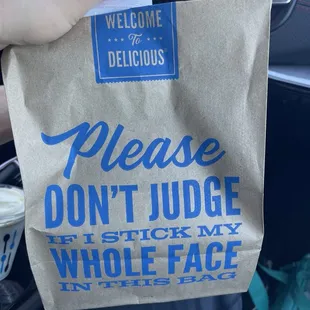 WELCOME
To
DELICIOUS
Please
DON'T JUDGE
IF I STICK MY
WHOLE FACE
IN THIS BAG